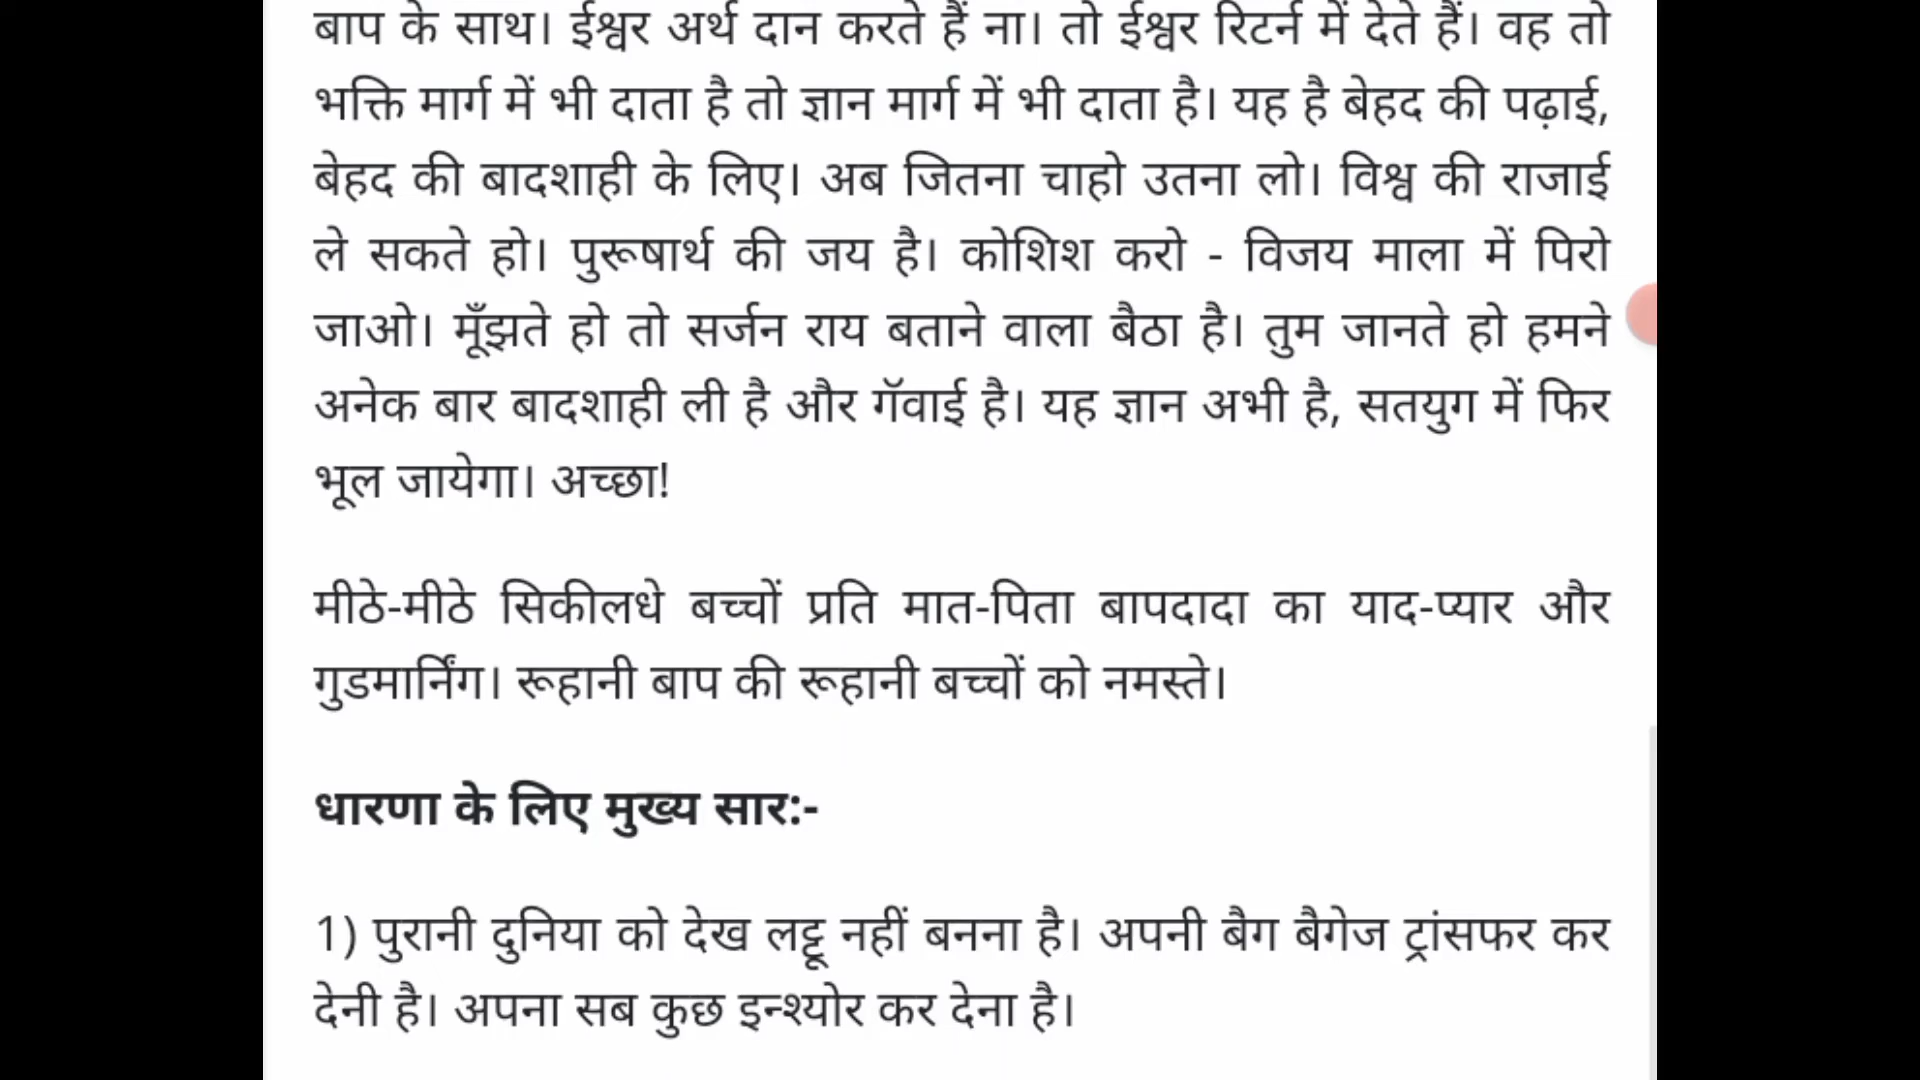 बाप के साथ। ईश्वर अर्थ दान करते हैं ना। तो ईश्वर रिटर्न में देते हैं। वह तो
भक्ति मार्ग में भी दाता है तो ज्ञान मार्ग में भी दाता है। यह है बेहद की पढ़ाई,
बेहद की बादशाही के लिए। अब जितना चाहो उतना लो। विश्व की राजाई
ले सकते हो। पुरूषार्थ की जय है। कोशिश करो - विजय माला में पिरो
जाओ। मूँझते हो तो सर्जन राय बताने वाला बैठा है। तुम जानते हो हमने
अनेक बार बादशाही ली है और गॅवाई है। यह ज्ञान अभी है, सतयुग में फिर
भूल जायेगा। अच्छा!
मीठे-मीठे सिकीलधे बच्चों प्रति मात-पिता बापदादा का याद-प्यार और
गुडमार्निंग। रूहानी बाप की रूहानी बच्चों को नमस्ते।
धारणा के लिए मुख्य सार:-
1) पुरानी दुनिया को देख लट्टू नहीं बनना है। अपनी बैग बैगेज ट्रांसफर कर
देनी है। अपना सब कुछ इन्श्योर कर देना है।